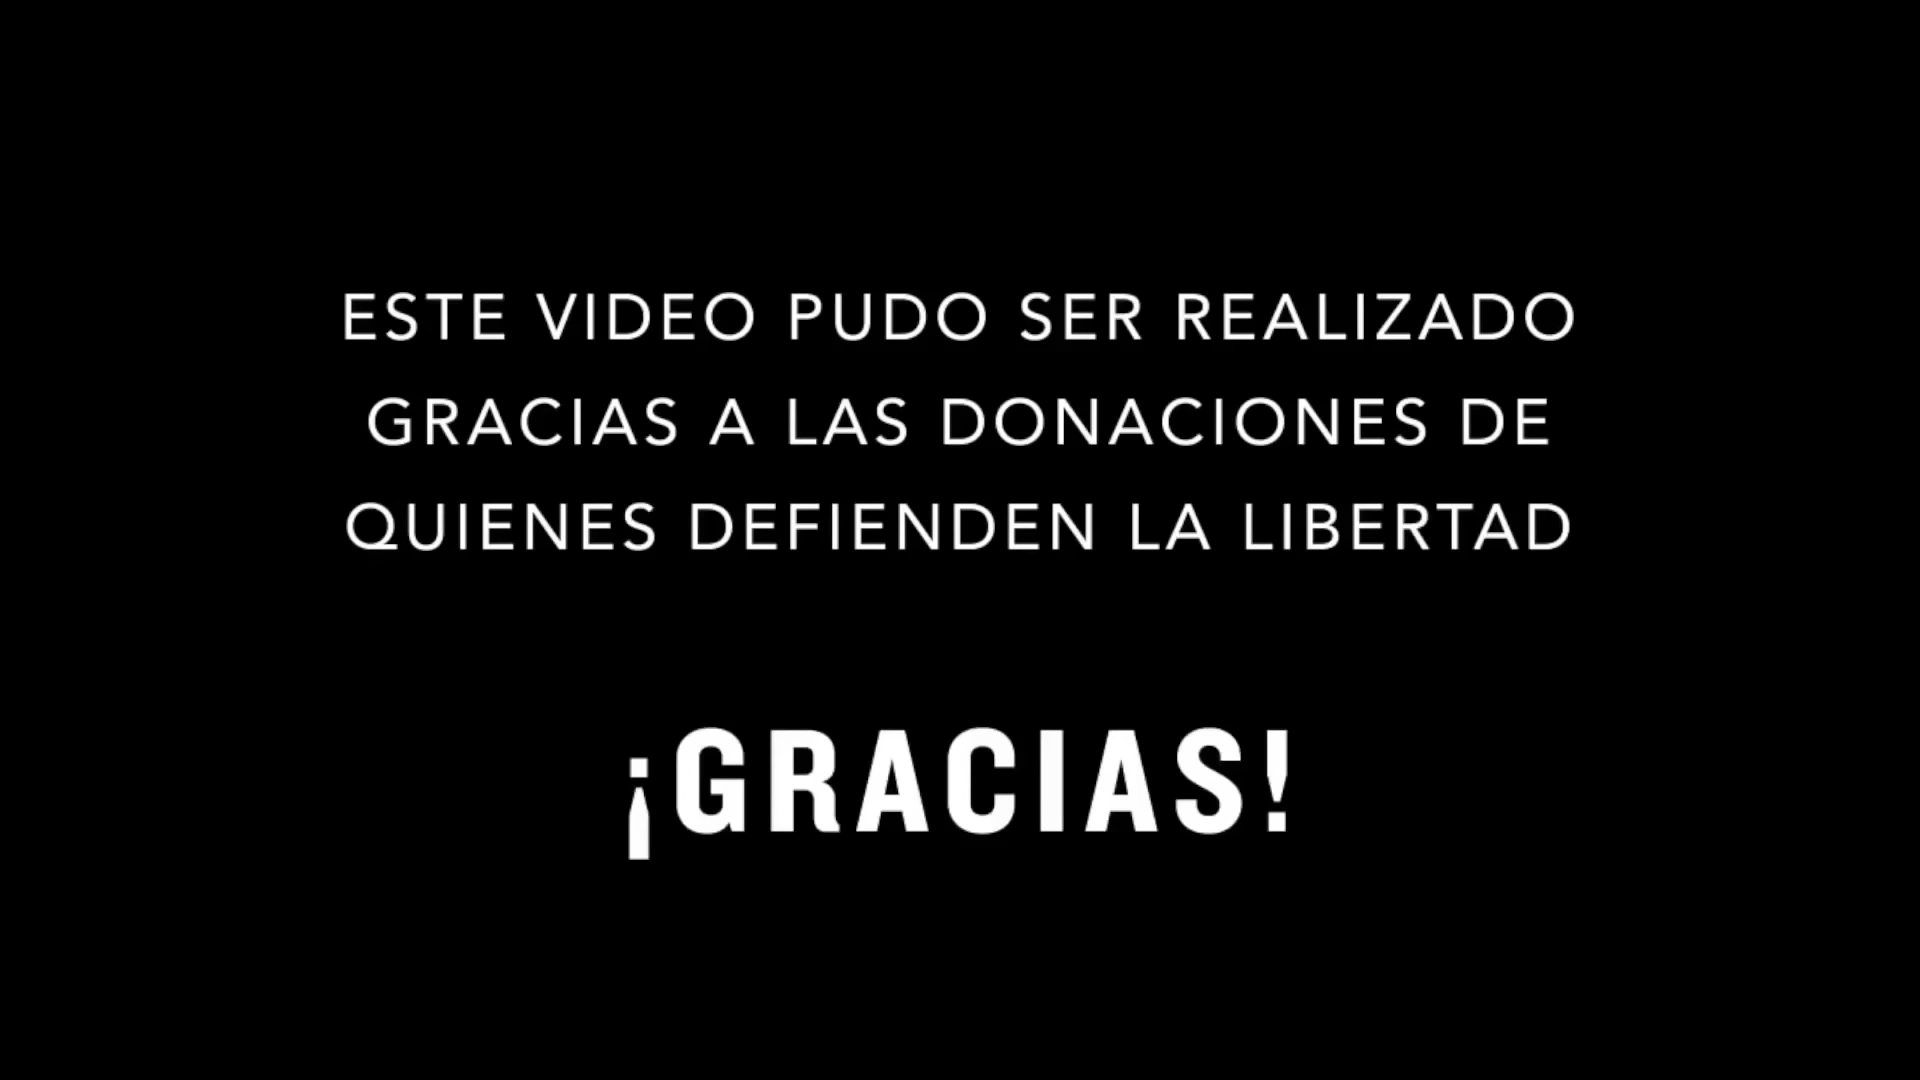 ESTE VIDEO PUDO SER REALIZADO
GRACIAS A LAS DONACIONES DE
QUIENES DEFIENDEN LA LIBERTAD
¡GRACIAS!